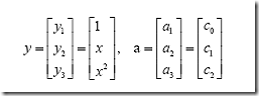 y = [y₁ y₂ y₃] = [1 x x²], a = [a₁ a₂ a₃] = [c₀ c₁ c₂]